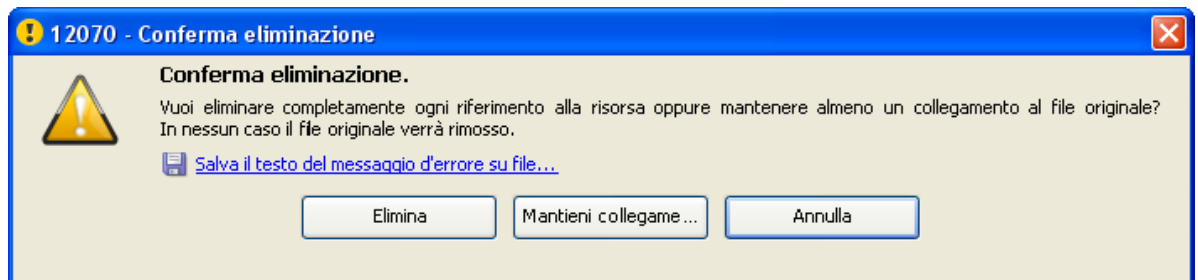 12070 - Conferma eliminazione
Conferma eliminazione.
Vuoi eliminare completamente ogni riferimento alla risorsa oppure mantenere almeno un collegamento al file originale?
In nessun caso il file originale verrà rimosso.
Salva il testo del messaggio d'errore su file...
Elimina
Mantieni collegame...
Annulla